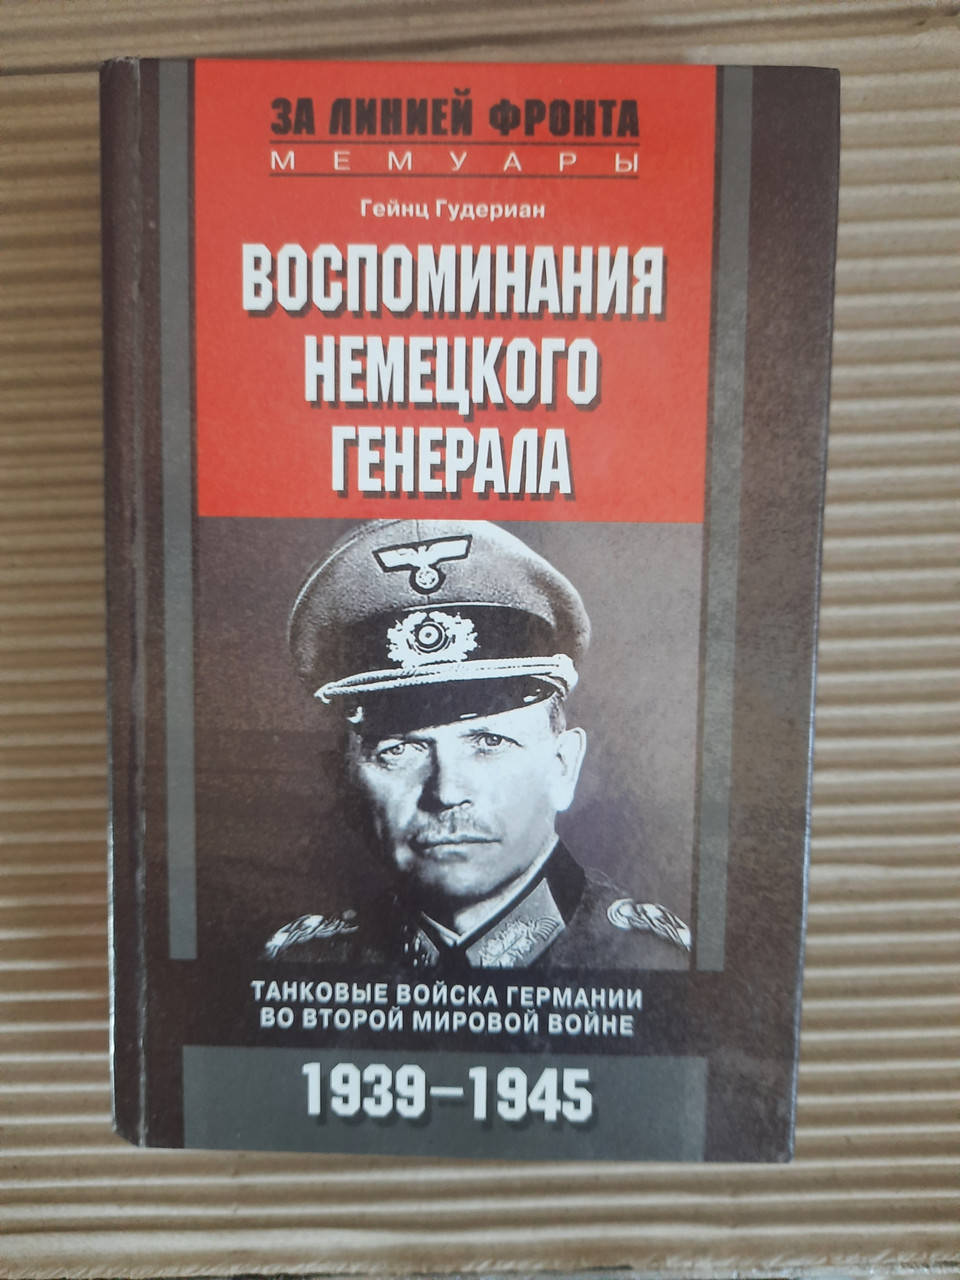 ЗА ЛИНИЕЙ ФРОНТА
МЕМУАРЫ
Гейнц Гудериан
ВОСПОМИНАНИЯ
НЕМЕЦКОГО
ГЕНЕРАЛА
ТАНКОВЫЕ ВОЙСКА ГЕРМАНИИ
ВО ВТОРОЙ МИРОВОЙ ВОЙНЕ
1939–1945